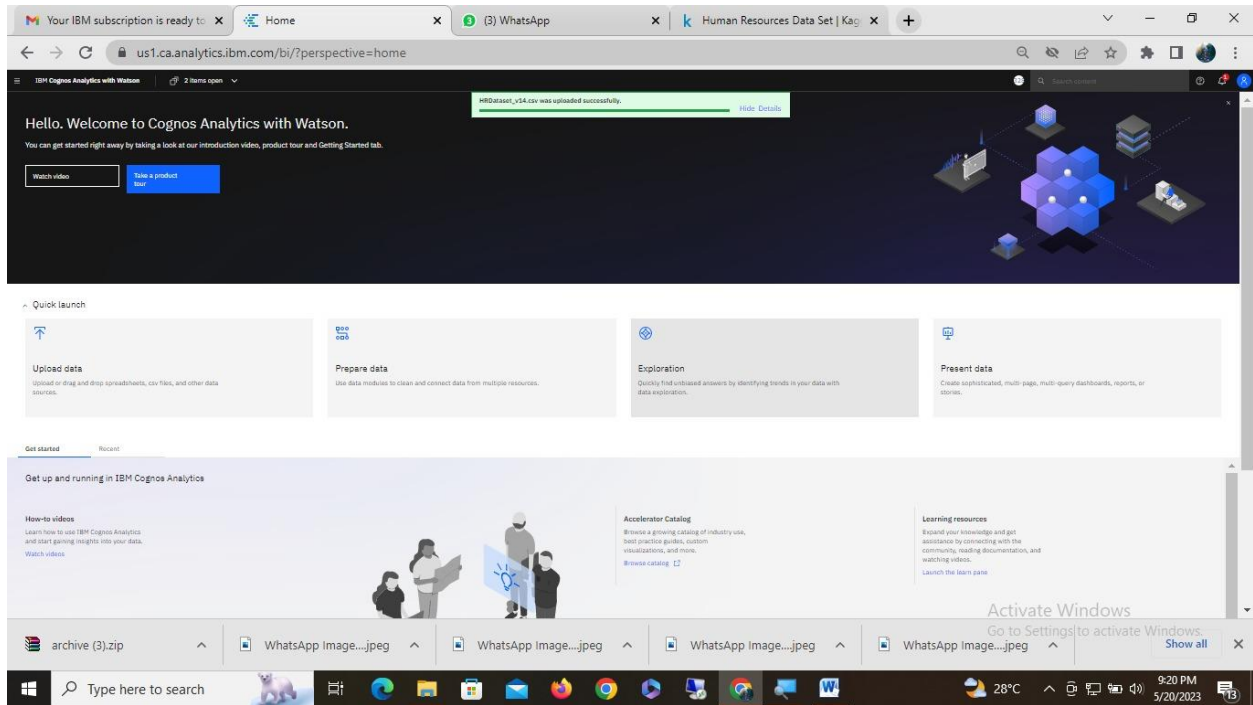 Your IBM subscription is ready to
Home
(3) WhatsApp
Human Resources Data Set | Kag
us1.ca.analytics.ibm.com/bi/?perspective=home
IBM Cognos Analytics with Watson
2 items open
Search content
HRDataset_v14.csv was uploaded successfully.
Hide Details
Hello. Welcome to Cognos Analytics with Watson.
You can get started right away by taking a look at our introduction video, product tour and Getting Started tab.
Watch video
Take a product
tour
Quick launch
Upload data
Upload or drag and drop spreadsheets, csv files, and other data
sources.
Prepare data
Use data modules to clean and connect data from multiple resources.
Exploration
Quickly find unbiased answers by identifying trends in your data with
data exploration.
Present data
Create sophisticated, multi-page, multi-query dashboards, reports, or
stories.
Get started
Recent
Get up and running in IBM Cognos Analytics
How-to videos
Learn how to use IBM Cognos Analytics
and start gaining insights into your data.
Watch videos
Accelerator Catalog
Browse a growing catalog of industry use,
best practice guides, custom
visualizations, and more.
Browse catalog
Learning resources
Expand your knowledge and get
assistance by connecting with the
community, reading documentation, and
watching videos.
Launch the learn pane
Activate Windows
Go to Settings to activate Windows.
archive (3).zip
WhatsApp Image....jpeg
WhatsApp Image....jpeg
WhatsApp Image....jpeg
WhatsApp Image....jpeg
Show all
Type here to search
28°C
9:20 PM
5/20/2023
13